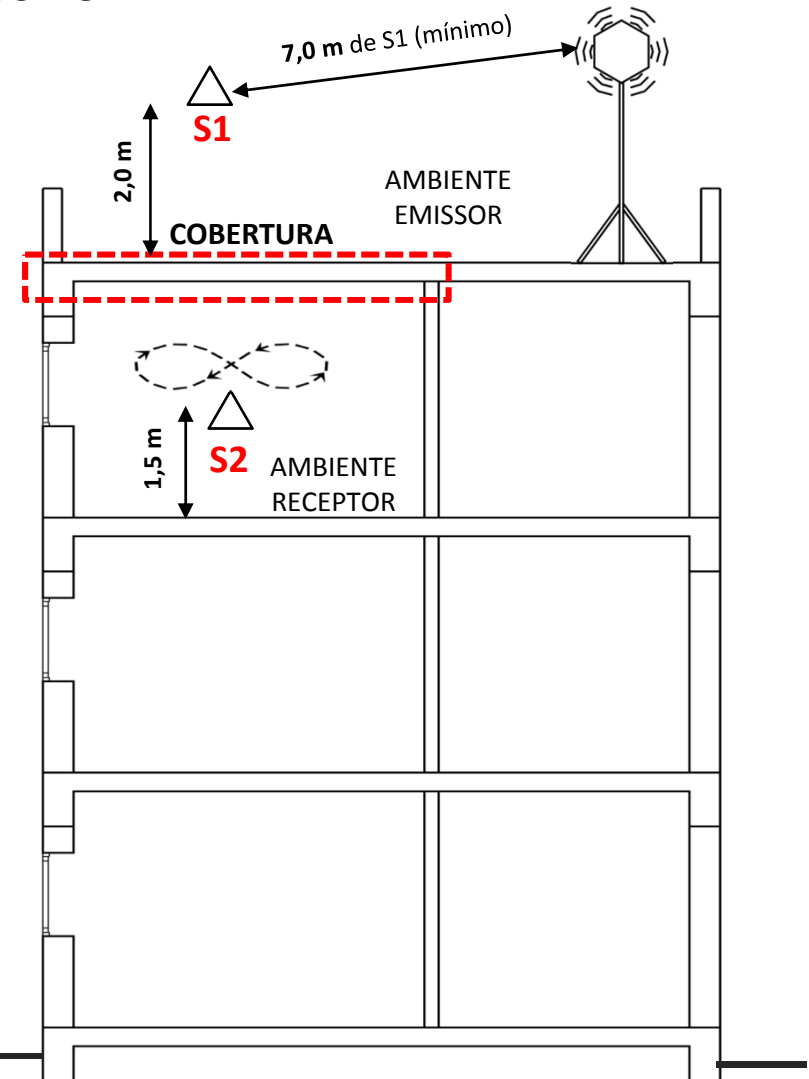 7,0 m de S1 (mínimo)
S1
2,0 m
AMBIENTE
EMISSOR
COBERTURA
1,5 m
S2
AMBIENTE
RECEPTOR